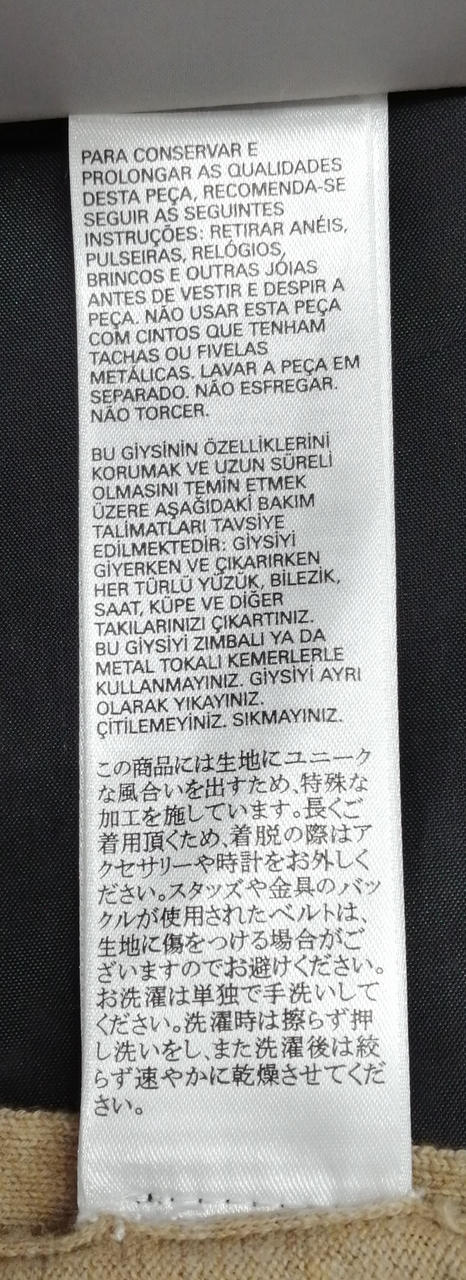 PARA CONSERVAR E
PROLONGAR AS QUALIDADES
DESTA PEÇA, RECOMENDA-SE
SEGUIR AS SEGUINTES
INSTRUÇÕES: RETIRAR ANÉIS,
PULSEIRAS, RELÓGIOS,
BRINCOS E OUTRAS JÓIAS
ANTES DE VESTIR E DESPIR A
PEÇA. NÃO USAR ESTA PEÇA
COM CINTOS QUE TENHAM
TACHAS OU FIVELAS
METÁLICAS. LAVAR A PEÇA EM
SEPARADO. NÃO ESFREGAR.
NÃO TORCER.
BU GİYSİNİN ÖZELLİKLERİNİ
KORUMAK VE UZUN SÜRELİ
OLMASINI TEMİN ETMEK
ÜZERE AŞAĞIDAKİ BAKIM
TALİMATLARI TAVSİYE
EDİLMEKTEDİR: GİYSİYİ
GİYERKEN VE ÇIKARIRKEN
HER TÜRLÜ YÜZÜK, BİLEZİK,
SAAT, KÜPE VE DİĞER
TAKILARINIZI ÇIKARTINIZ.
BU GİYSİYİ ZIMBALI YA DA
METAL TOKALI KEMERLERLE
KULLANMAYINIZ. GİYSİYİ AYRI
OLARAK YIKAYINIZ.
ÇİTİLEMEYİNİZ. SIKMAYINIZ.
この商品には生地にユニーク
な風合いを出すため、特殊な
加工を施しています。長くご
着用頂くため、着脱の際はア
クセサリーや時計をお外しく
ださい。スタッズや金具のバッ
クルが使用されたベルトは、
生地に傷をつける場合がご
ざいますのでお避けください。
お洗濯は単独で手洗いして
ください。洗濯時は擦らず押
し洗いをし、また洗濯後は絞
らず速やかに乾燥させてくだ
さい。